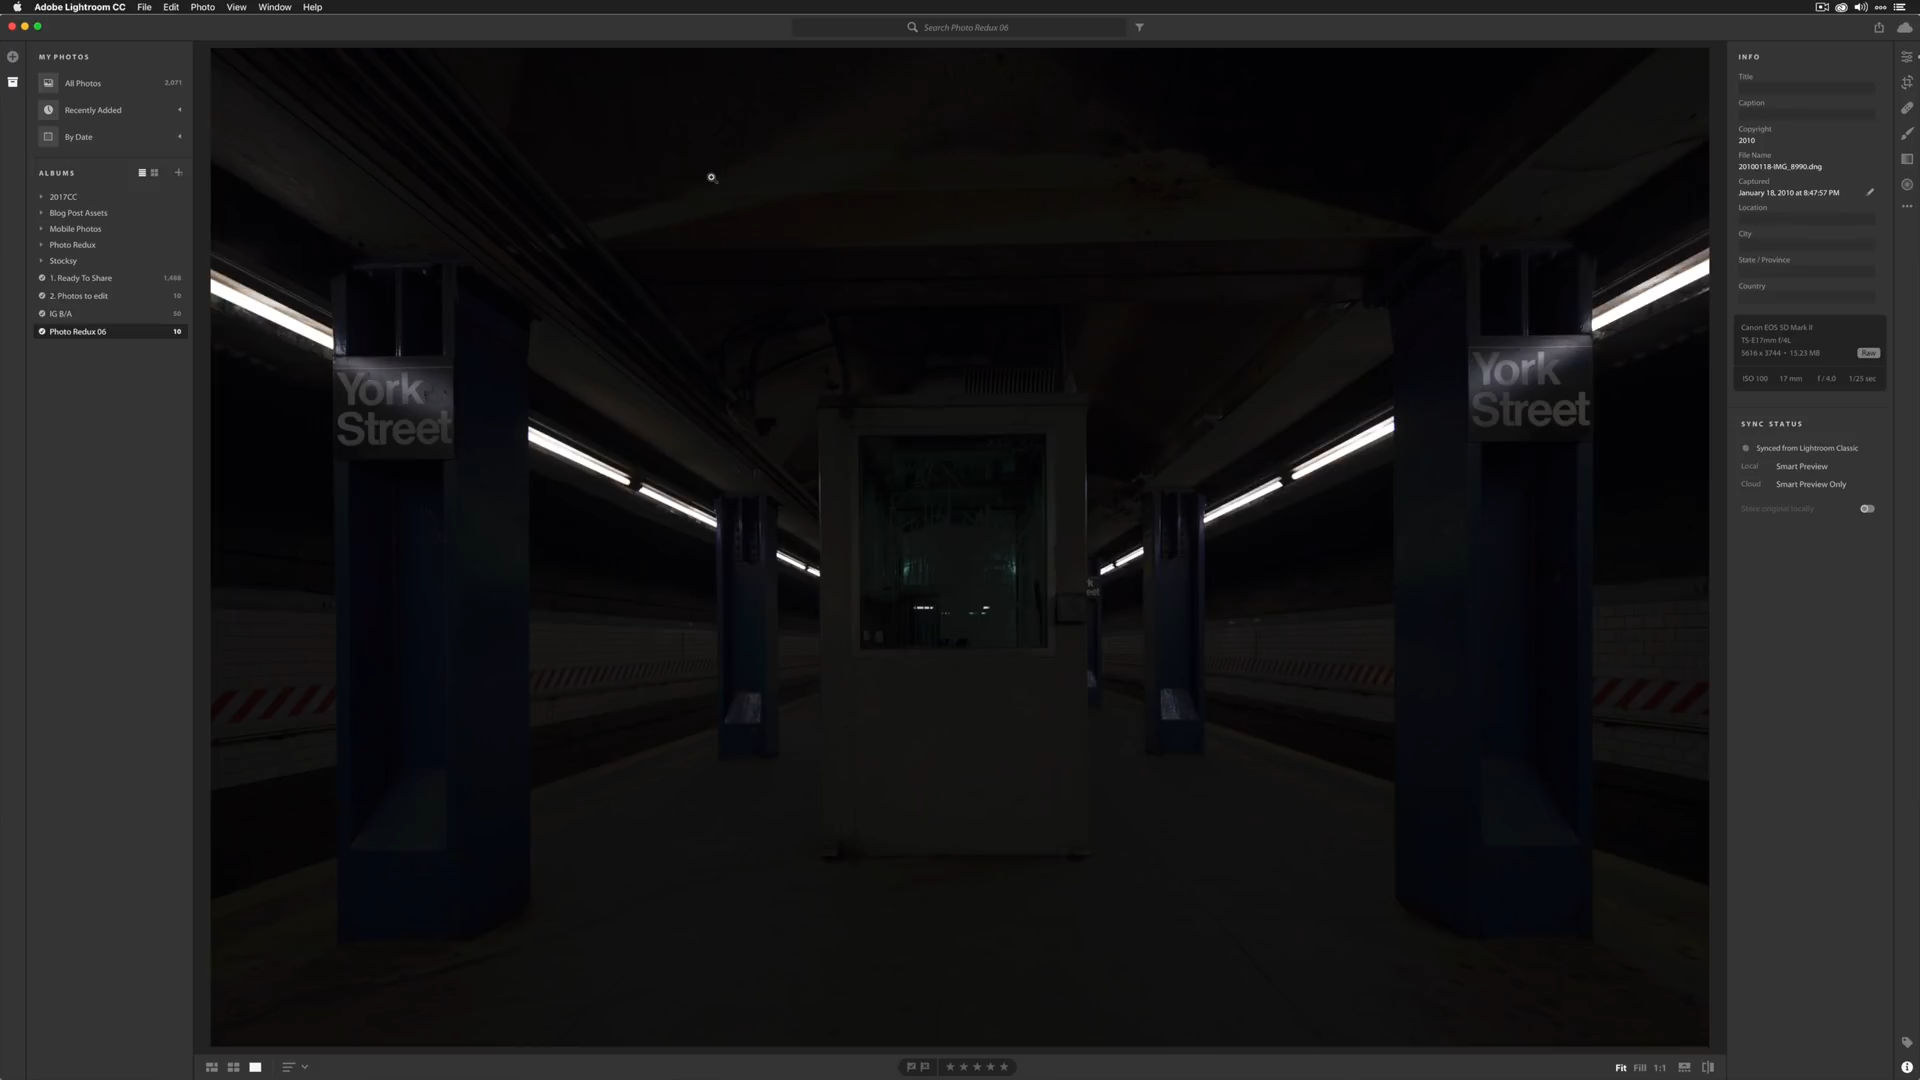 Adobe Lightroom CC File Edit Photo View Window Help
Search Photo Redux 06
MY PHOTOS
All Photos 2,071
Recently Added
By Date
ALBUMS
2017CC
Blog Post Assets
Mobile Photos
Photo Redux
Stocksy
1. Ready To Share 1,488
2. Photos to edit 10
IG B/A 50
Photo Redux 06 10
York
Street
York
Street
k
eet
INFO
Title
Caption
Copyright
2010
File Name
20100118-IMG_8990.dng
Captured
January 18, 2010 at 8:47:57 PM
Location
City
State / Province
Country
Canon EOS 5D Mark II
TS-E17mm f/4L
5616 x 3744 • 15.23 MB Raw
ISO 100 17 mm f / 4.0 1/25 sec
SYNC STATUS
Synced from Lightroom Classic
Local Smart Preview
Cloud Smart Preview Only
Store original locally
Fit Fill 1:1